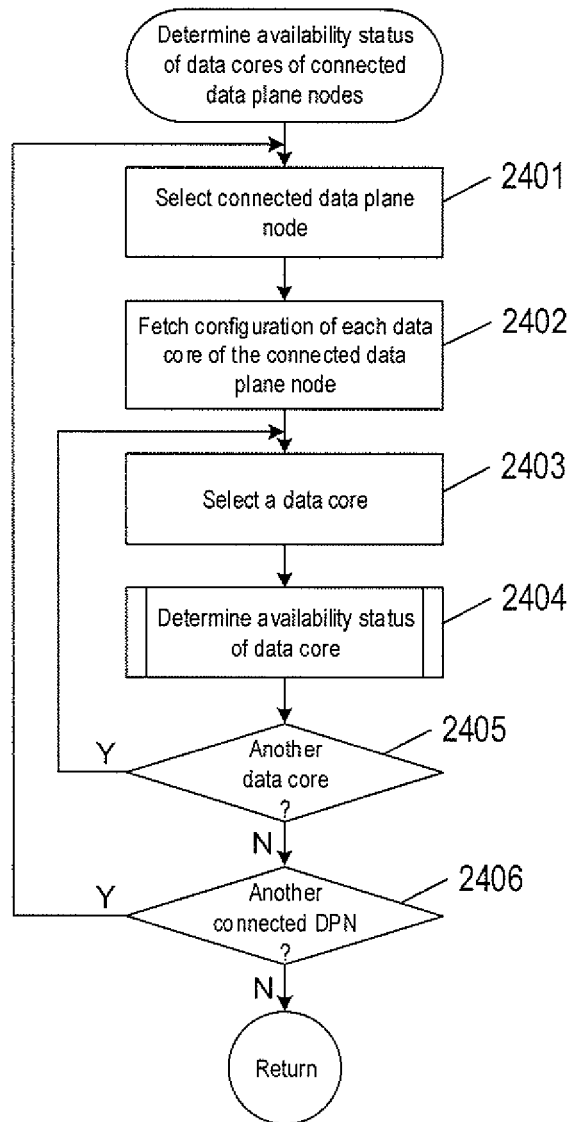 Determine availability status
of data cores of connected
data plane nodes
2401
Select connected data plane
node
2402
Fetch configuration of each data
core of the connected data
plane node
2403
Select a data core
2404
Determine availability status
of data core
2405
Y
Another
data core
?
N
2406
Y
Another
connected DPN
?
N
Return